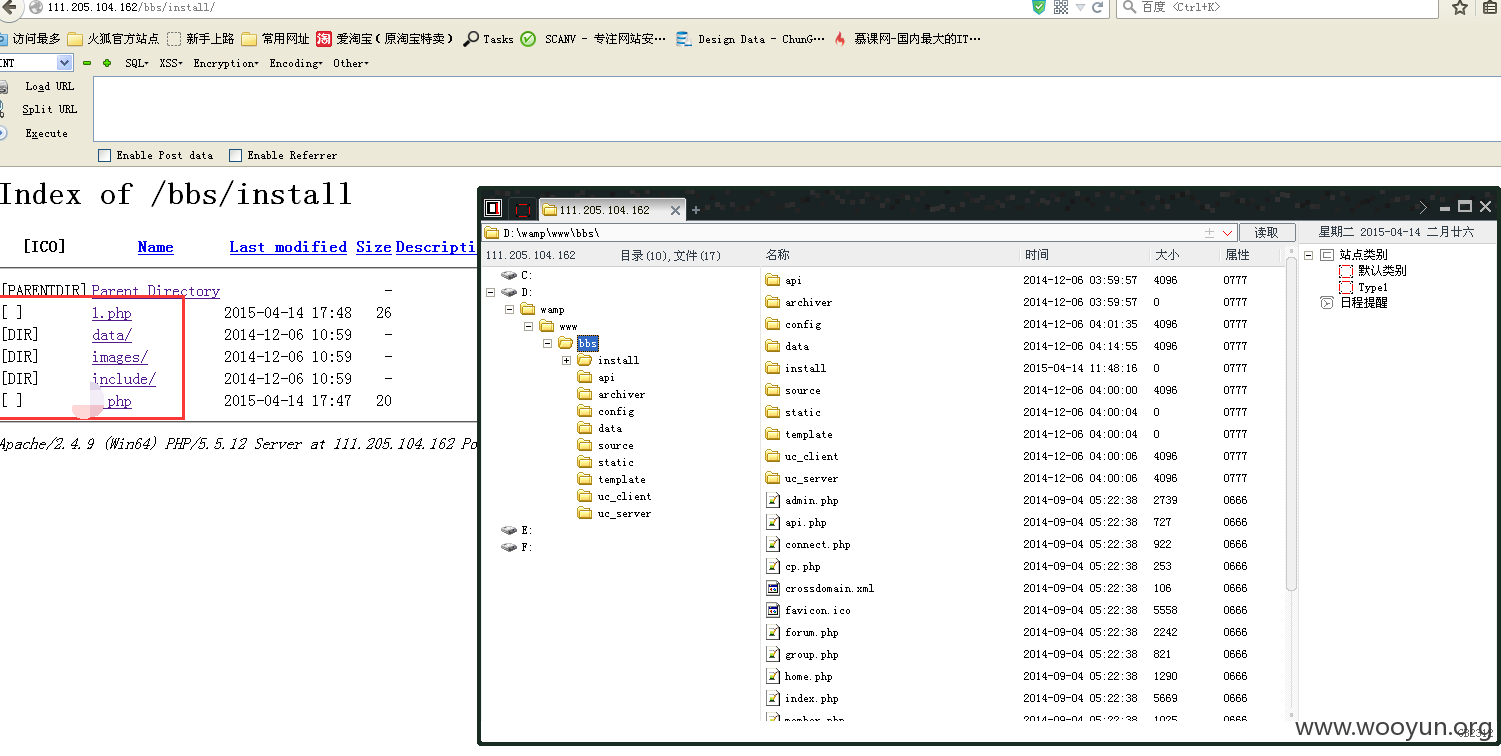 111.205.104.162/bbs/install/
百度 <Ctrl+K>
访问最多 火狐官方站点 新手上路 常用网址 爱淘宝(原淘宝特卖) Tasks SCANV - 专注网站安… Design Data - ChunG… 慕课网-国内最大的IT…
INT SQL XSS Encryption Encoding Other
Load URL
Split URL
Execute
Enable Post data Enable Referrer
Index of /bbs/install
[ICO] Name Last modified Size Descripti
[PARENTDIR] Parent Directory -
[ ] 1.php 2015-04-14 17:48 26
[DIR] data/ 2014-12-06 10:59 -
[DIR] images/ 2014-12-06 10:59 -
[DIR] include/ 2014-12-06 10:59 -
[ ] .php 2015-04-14 17:47 20
Apache/2.4.9 (Win64) PHP/5.5.12 Server at 111.205.104.162 Po
111.205.104.162
D:\wamp\www\bbs\ 读取
星期二 2015-04-14 二月廿六
111.205.104.162 目录(10),文件(17)
C:
D:
wamp
www
bbs
install
api
archiver
config
data
source
static
template
uc_client
uc_server
E:
F:
名称 时间 大小 属性
api 2014-12-06 03:59:57 4096 0777
archiver 2014-12-06 03:59:57 0 0777
config 2014-12-06 04:01:35 4096 0777
data 2014-12-06 04:14:55 4096 0777
install 2015-04-14 11:48:16 0 0777
source 2014-12-06 04:00:00 4096 0777
static 2014-12-06 04:00:04 0 0777
template 2014-12-06 04:00:04 0 0777
uc_client 2014-12-06 04:00:06 4096 0777
uc_server 2014-12-06 04:00:06 4096 0777
admin.php 2014-09-04 05:22:38 2739 0666
api.php 2014-09-04 05:22:38 727 0666
connect.php 2014-09-04 05:22:38 922 0666
cp.php 2014-09-04 05:22:38 253 0666
crossdomain.xml 2014-09-04 05:22:38 106 0666
favicon.ico 2014-09-04 05:22:38 5558 0666
forum.php 2014-09-04 05:22:38 2242 0666
group.php 2014-09-04 05:22:38 821 0666
home.php 2014-09-04 05:22:38 1290 0666
index.php 2014-09-04 05:22:38 5669 0666
member.php 2014-09-04 05:22:38 1025 0666
站点类别
默认类别
Type1
日程提醒
www.wooyun.org
GB2312